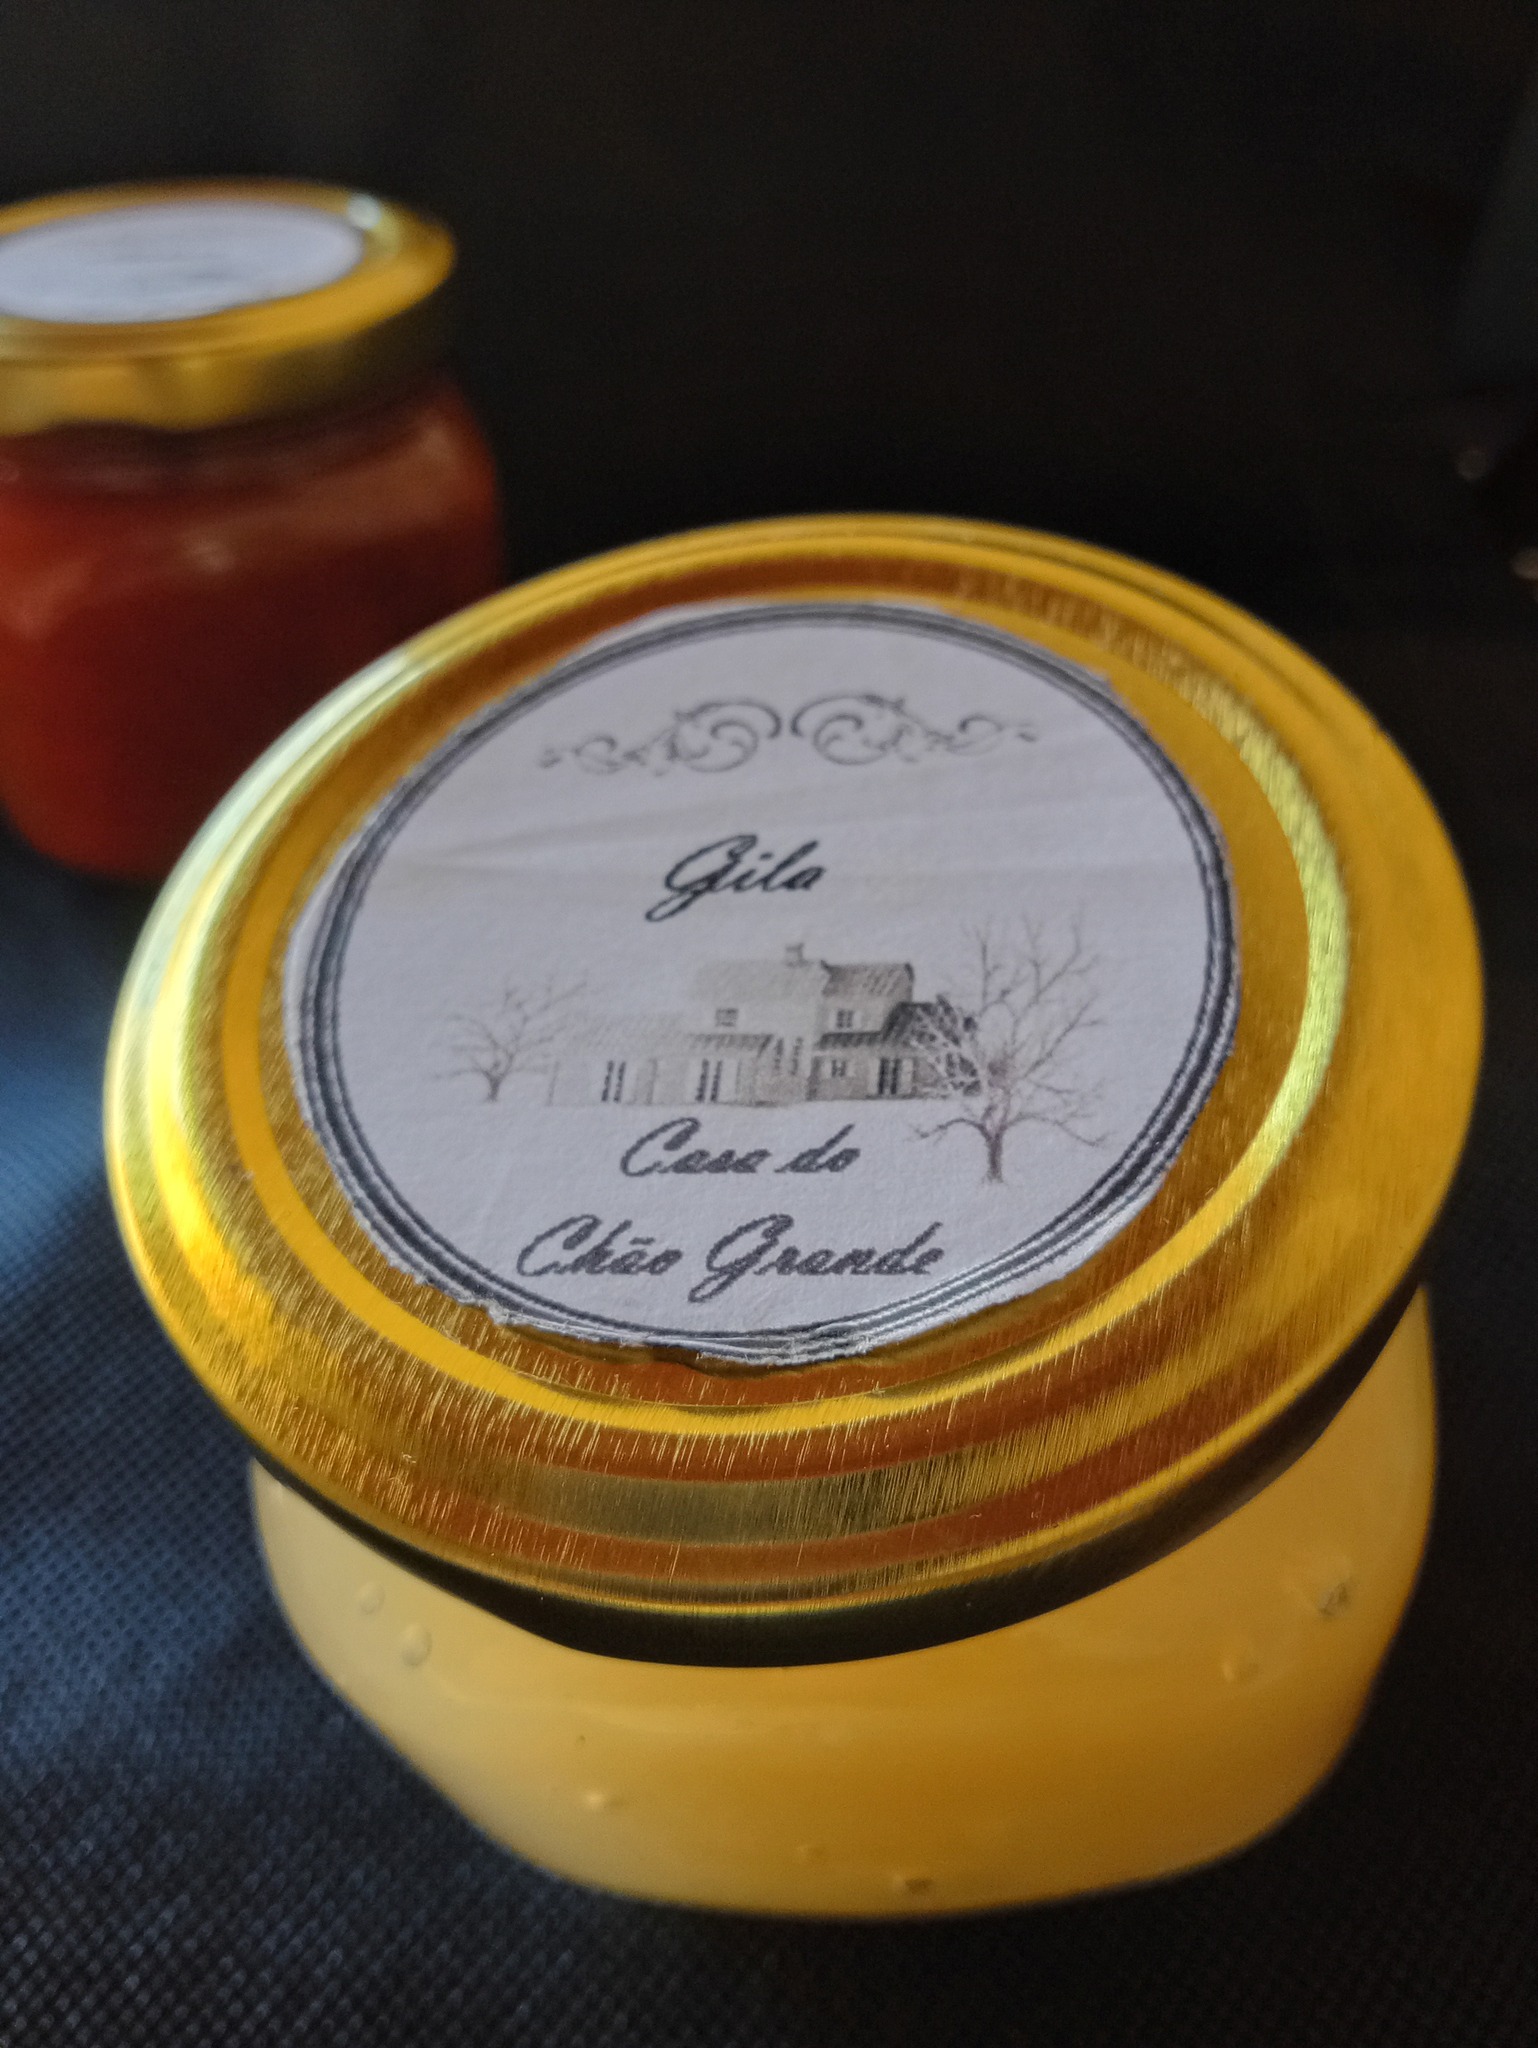 Gila
Casa do
Chão Grande